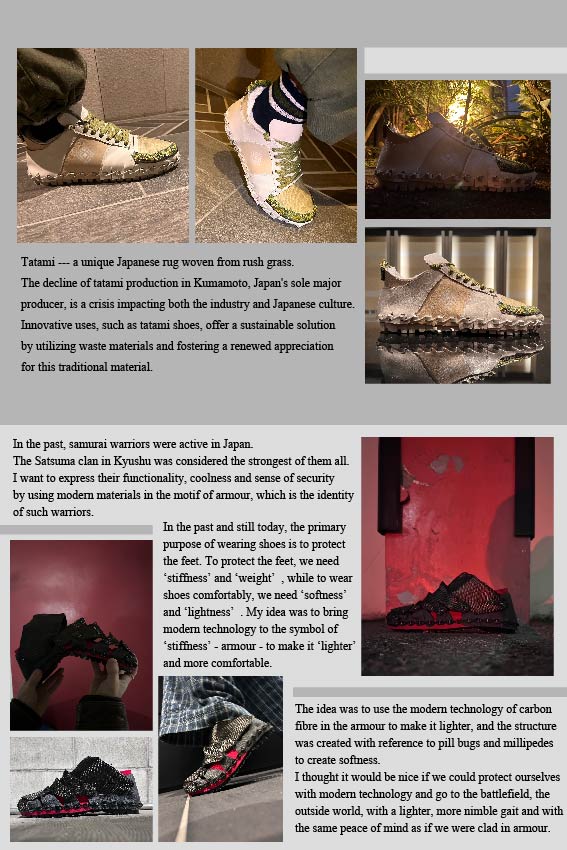 Tatami --- a unique Japanese rug woven from rush grass.
The decline of tatami production in Kumamoto, Japan's sole major
producer, is a crisis impacting both the industry and Japanese culture.
Innovative uses, such as tatami shoes, offer a sustainable solution
by utilizing waste materials and fostering a renewed appreciation
for this traditional material.
In the past, samurai warriors were active in Japan.
The Satsuma clan in Kyushu was considered the strongest of them all.
I want to express their functionality, coolness and sense of security
by using modern materials in the motif of armour, which is the identity
of such warriors.
In the past and still today, the primary
purpose of wearing shoes is to protect
the feet. To protect the feet, we need
‘stiffness’ and ‘weight’ , while to wear
shoes comfortably, we need ‘softness’
and ‘lightness’ . My idea was to bring
modern technology to the symbol of
‘stiffness’ - armour - to make it ‘lighter’
and more comfortable.
The idea was to use the modern technology of carbon
fibre in the armour to make it lighter, and the structure
was created with reference to pill bugs and millipedes
to create softness.
I thought it would be nice if we could protect ourselves
with modern technology and go to the battlefield, the
outside world, with a lighter, more nimble gait and with
the same peace of mind as if we were clad in armour.